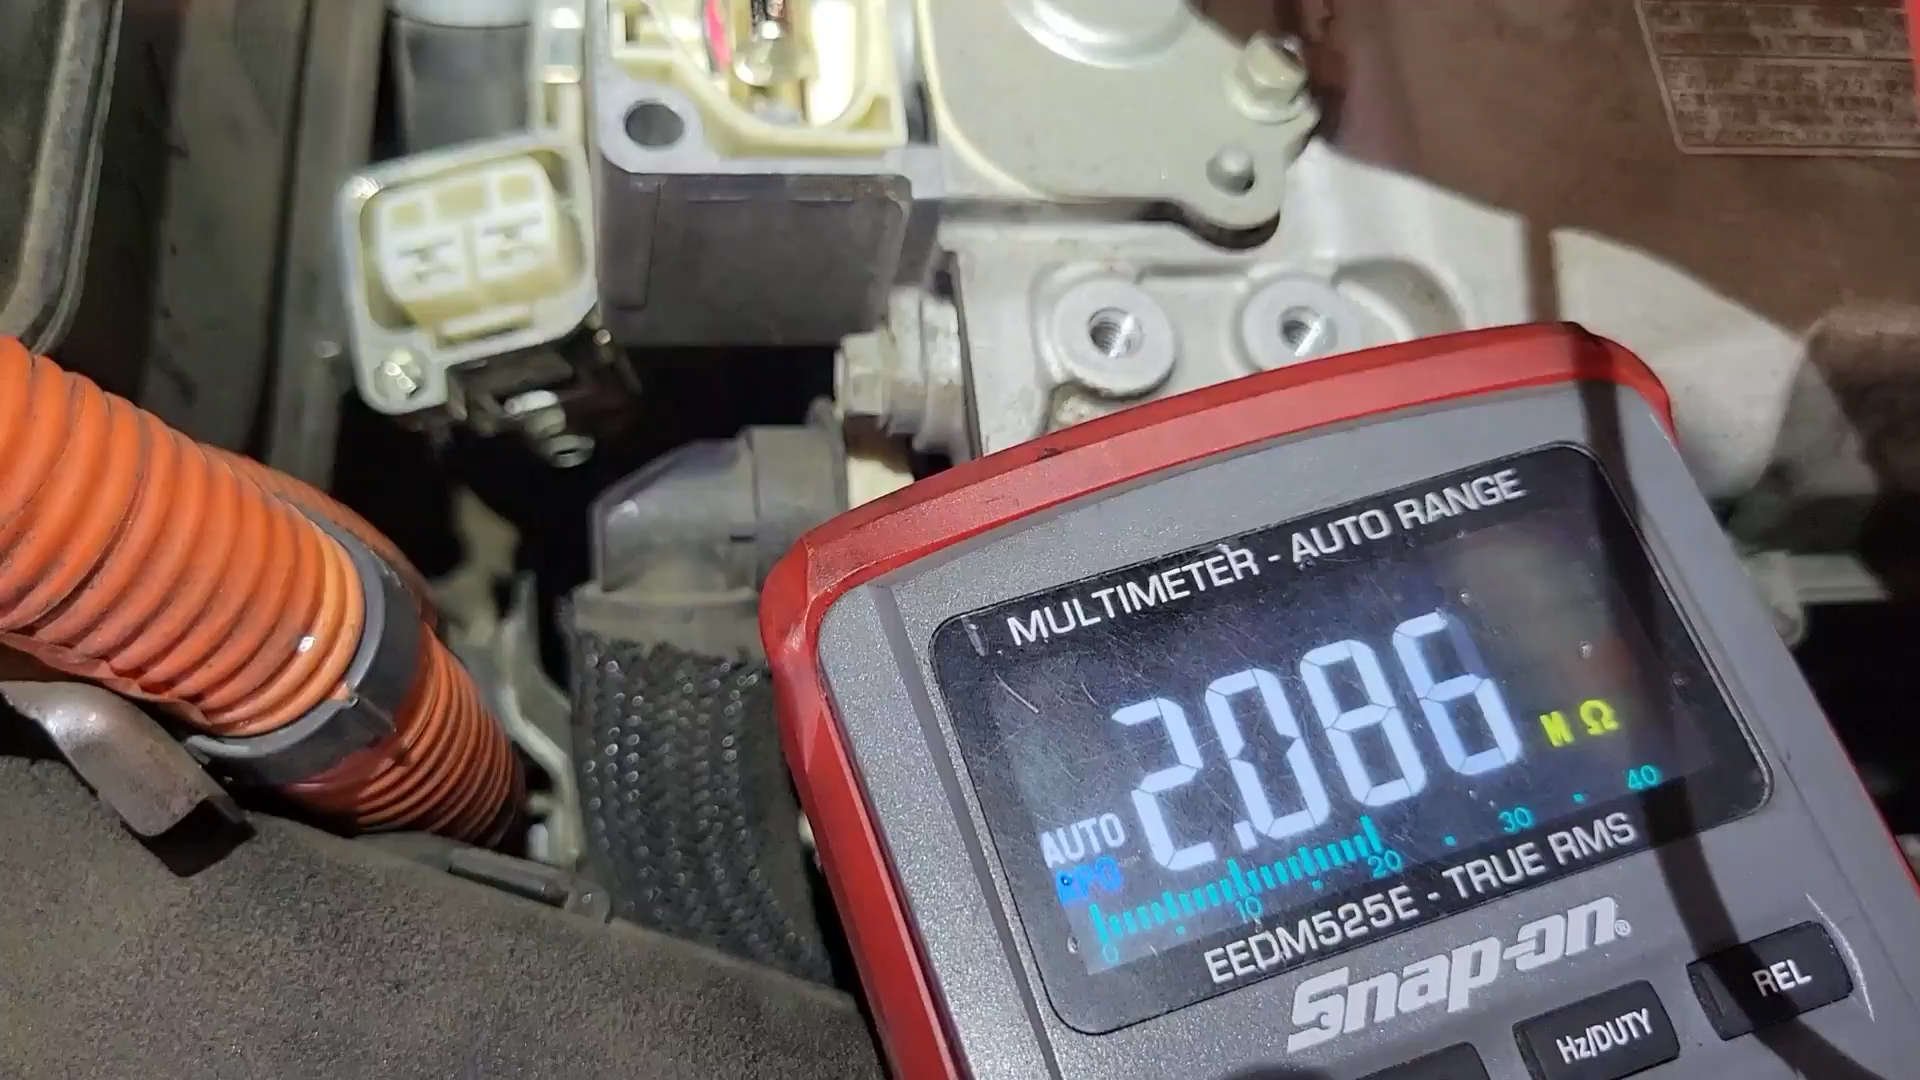 MULTIMETER - AUTO RANGE
2.086 M Ω
AUTO
APO
0 10 20 30 40
EEDM525E - TRUE RMS
Snap-on®
Hz/DUTY
REL